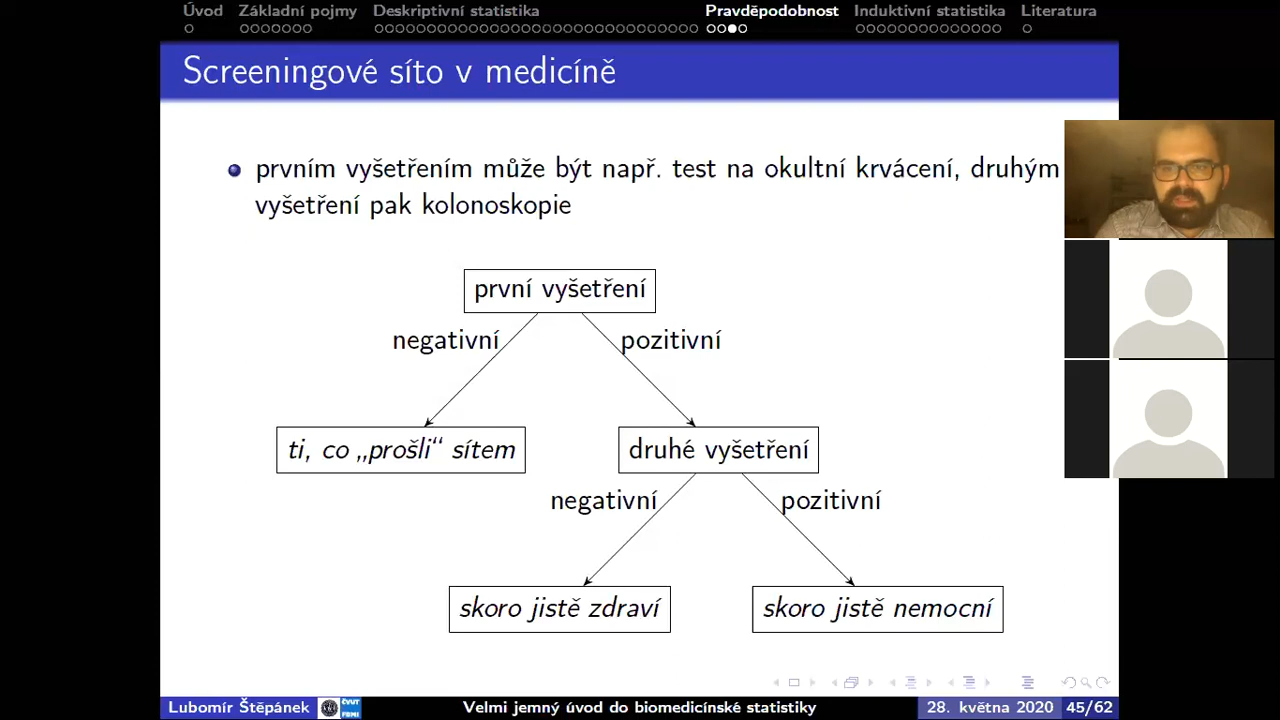 Úvod Základní pojmy Deskriptivní statistika Pravděpodobnost Induktivní statistika Literatura
Screeningové síto v medicíně
prvním vyšetřením může být např. test na okultní krvácení, druhým
vyšetření pak kolonoskopie
první vyšetření
negativní pozitivní
ti, co „prošli“ sítem druhé vyšetření
negativní pozitivní
skoro jistě zdraví skoro jistě nemocní
Lubomír Štěpánek ČVUT FBMI Velmi jemný úvod do biomedicínské statistiky 28. května 2020 45/62